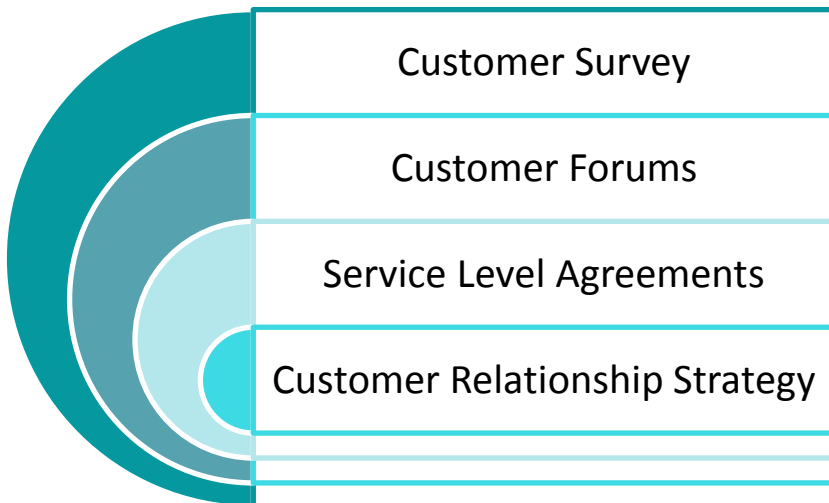 Customer Survey
Customer Forums
Service Level Agreements
Customer Relationship Strategy